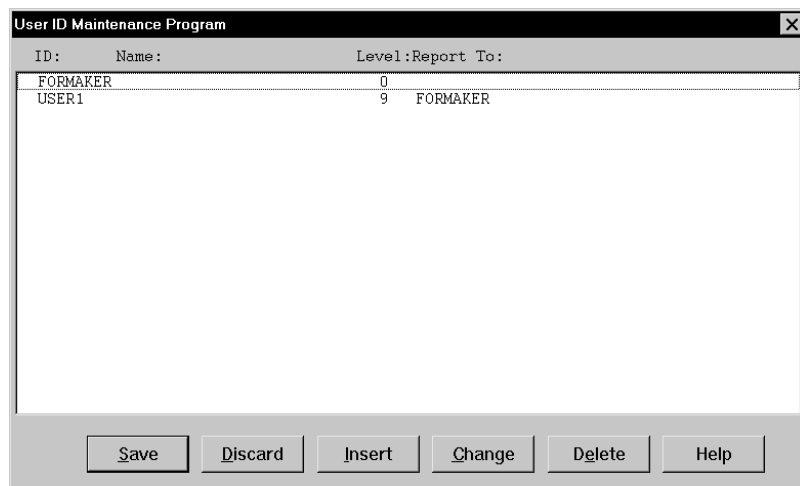 User ID Maintenance Program
ID: Name: Level:Report To:
FORMAKER 0
USER1 9 FORMAKER
Save Discard Insert Change Delete Help